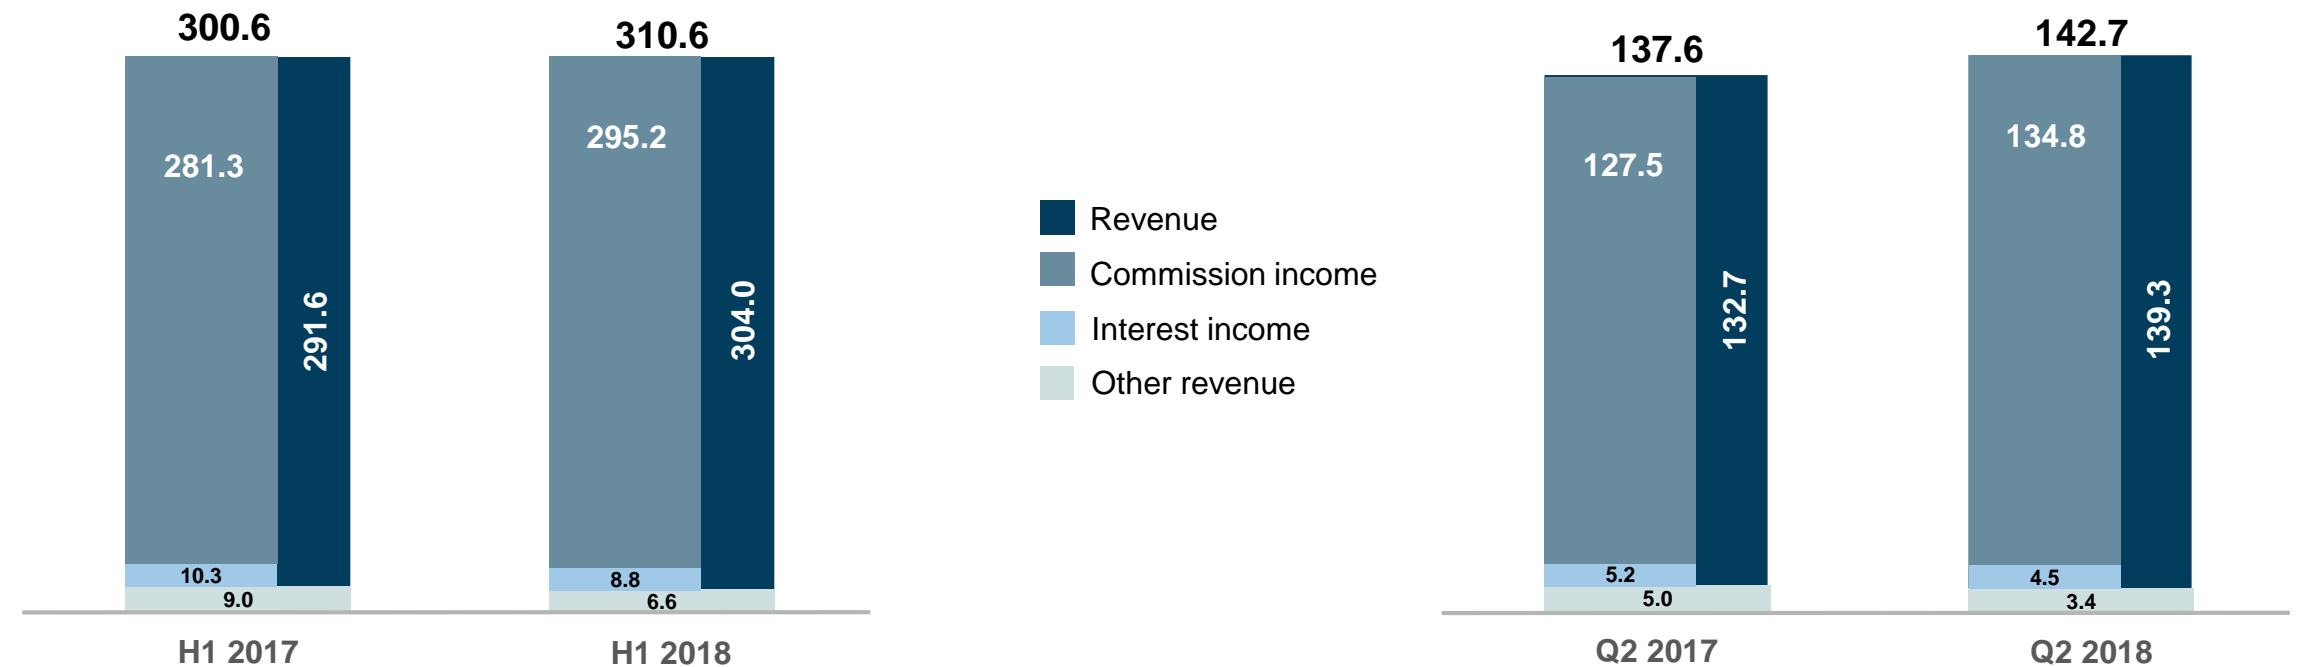 300.6
281.3
291.6
10.3
9.0
H1 2017
310.6
295.2
304.0
8.8
6.6
H1 2018
Revenue
Commission income
Interest income
Other revenue
137.6
127.5
132.7
5.2
5.0
Q2 2017
142.7
134.8
139.3
4.5
3.4
Q2 2018